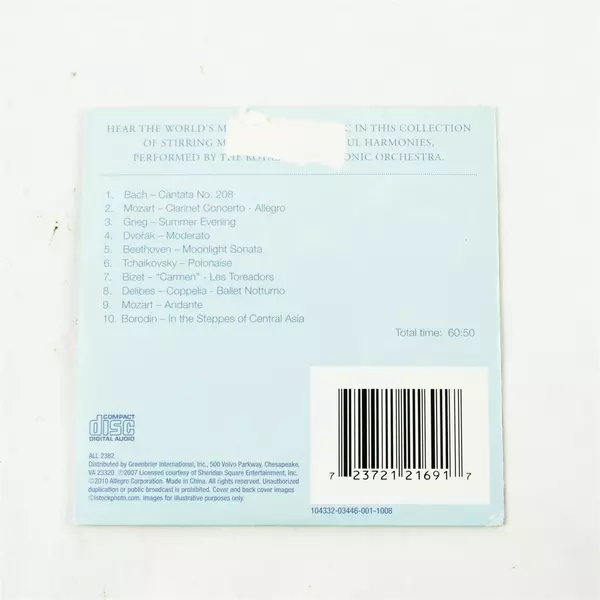 HEAR THE WORLD'S M IC IN THIS COLLECTION
OF STIRRING M UL HARMONIES,
PERFORMED BY THE ROYAL ONIC ORCHESTRA.
1. Bach – Cantata No. 208
2. Mozart – Clarinet Concerto - Allegro
3. Grieg – Summer Evening
4. Dvořák – Moderato
5. Beethoven – Moonlight Sonata
6. Tchaikovsky – Polonaise
7. Bizet – “Carmen” - Les Toreadors
8. Delibes – Coppelia - Ballet Notturno
9. Mozart – Andante
10. Borodin – In the Steppes of Central Asia
Total time: 60:50
COMPACT
disc
DIGITAL AUDIO
ALL 2382
Distributed by Greenbrier International, Inc., 500 Volvo Parkway, Chesapeake,
VA 23320. ℗2007 Licensed courtesy of Sheridan Square Entertainment, Inc.
©2010 Allegro Corporation. Made in China. All rights reserved. Unauthorized
duplication or public broadcast is prohibited. Cover and back cover images
©istockphoto.com. Images for illustrative purposes only.
7 23721 21691 7
104332-03446-001-1008